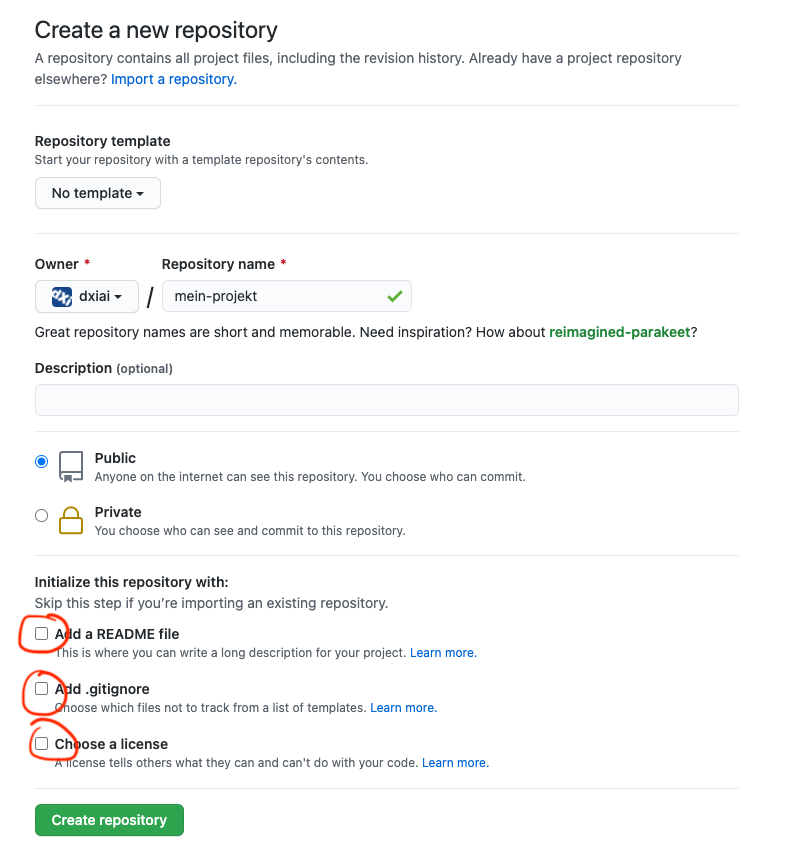 Create a new repository
A repository contains all project files, including the revision history. Already have a project repository
elsewhere? Import a repository.
Repository template
Start your repository with a template repository's contents.
No template
Owner * Repository name *
dxiai / mein-projekt
Great repository names are short and memorable. Need inspiration? How about reimagined-parakeet?
Description (optional)
Public
Anyone on the internet can see this repository. You choose who can commit.
Private
You choose who can see and commit to this repository.
Initialize this repository with:
Skip this step if you’re importing an existing repository.
Add a README file
This is where you can write a long description for your project. Learn more.
Add .gitignore
Choose which files not to track from a list of templates. Learn more.
Choose a license
A license tells others what they can and can't do with your code. Learn more.
Create repository